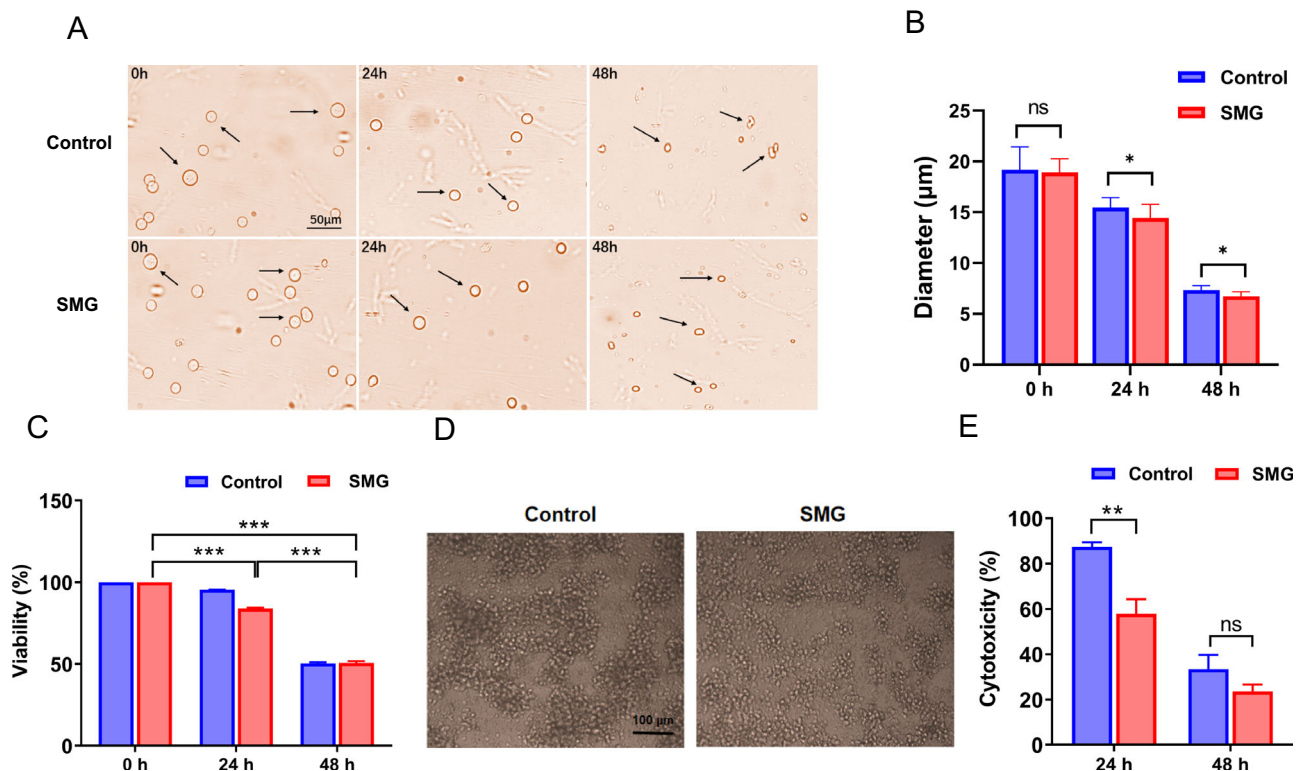 A
0h
24h
48h
Control
50μm
0h
24h
48h
SMG
B
Control
SMG
Diameter (μm)
25
20
15
10
5
0
ns
*
*
0 h
24 h
48 h
C
Control
SMG
Viability (%)
150
100
50
0
***
***
***
0 h
24 h
48 h
D
Control
SMG
100 μm
E
Control
SMG
Cytotoxicity (%)
100
80
60
40
20
0
**
ns
24 h
48 h